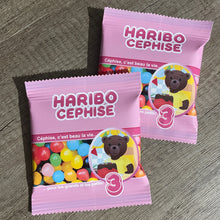 HARIBO
CEPHISE
Céphise, c'est beau la vie
3
HARIBO
CEPHISE
Céphise, c'est beau la vie
3